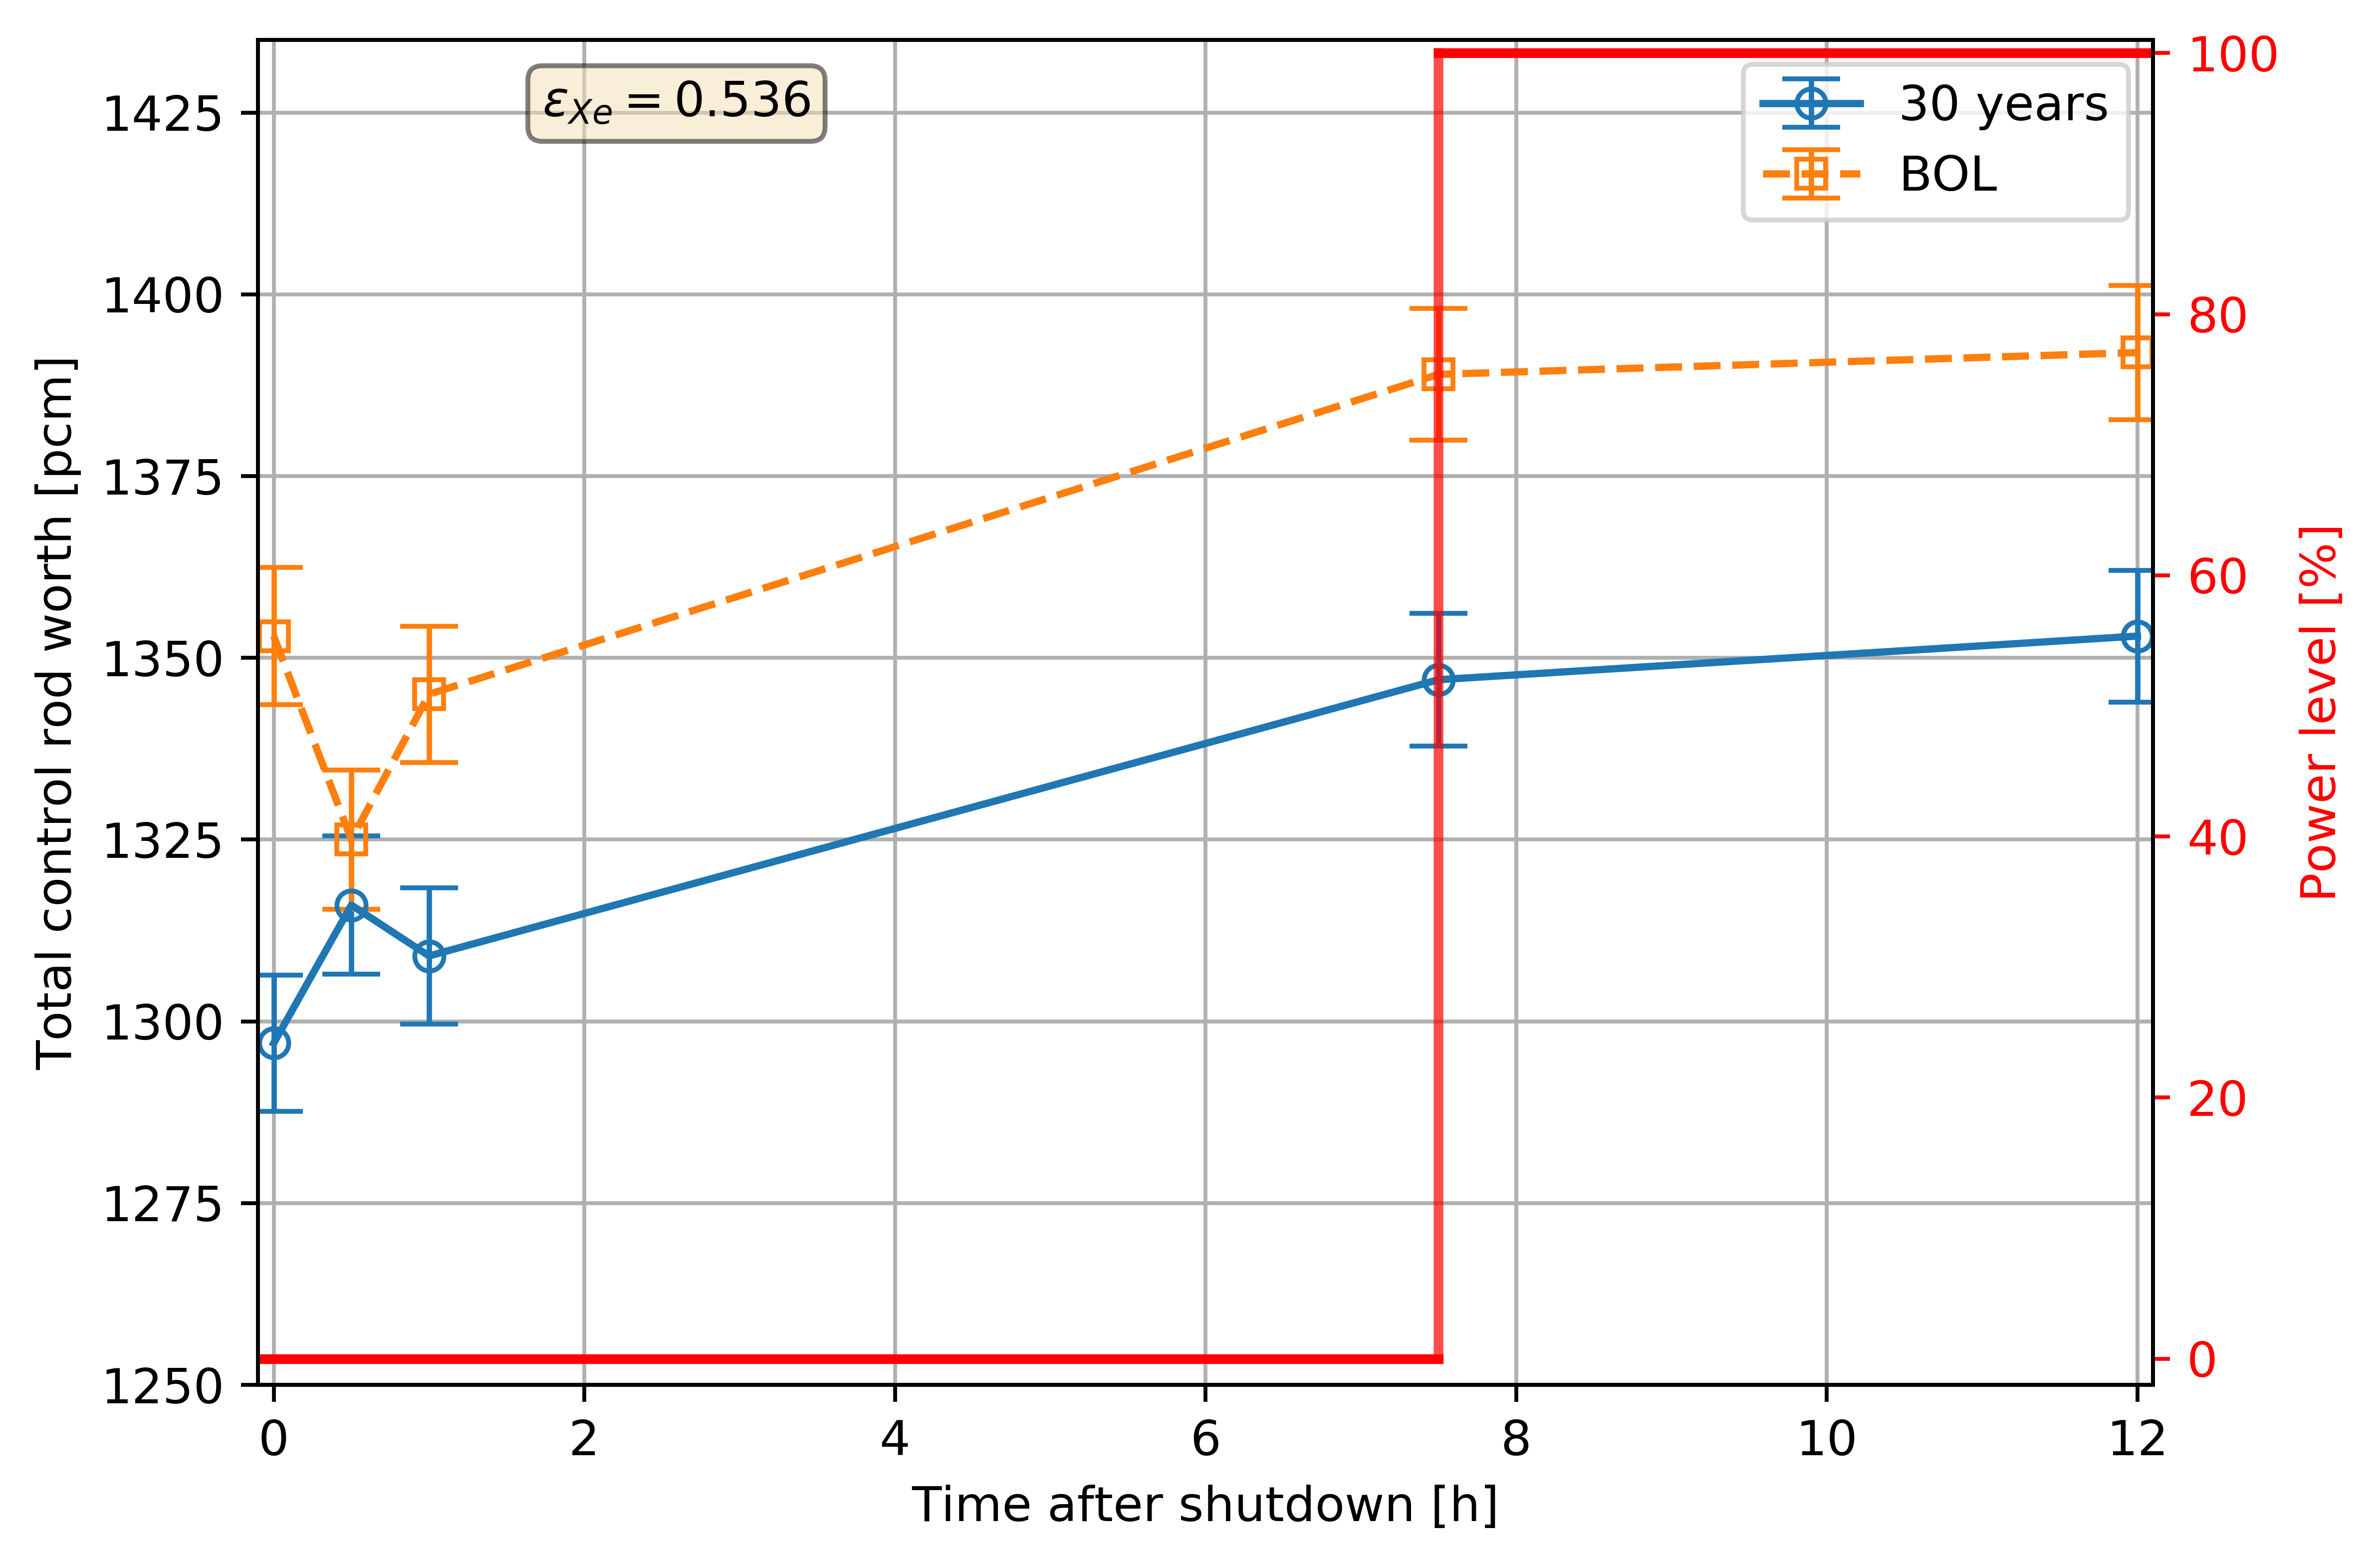 εXe = 0.536
30 years
BOL
1425
1400
1375
1350
1325
1300
1275
1250
Total control rod worth [pcm]
100
80
60
40
20
0
Power level [%]
0 2 4 6 8 10 12
Time after shutdown [h]